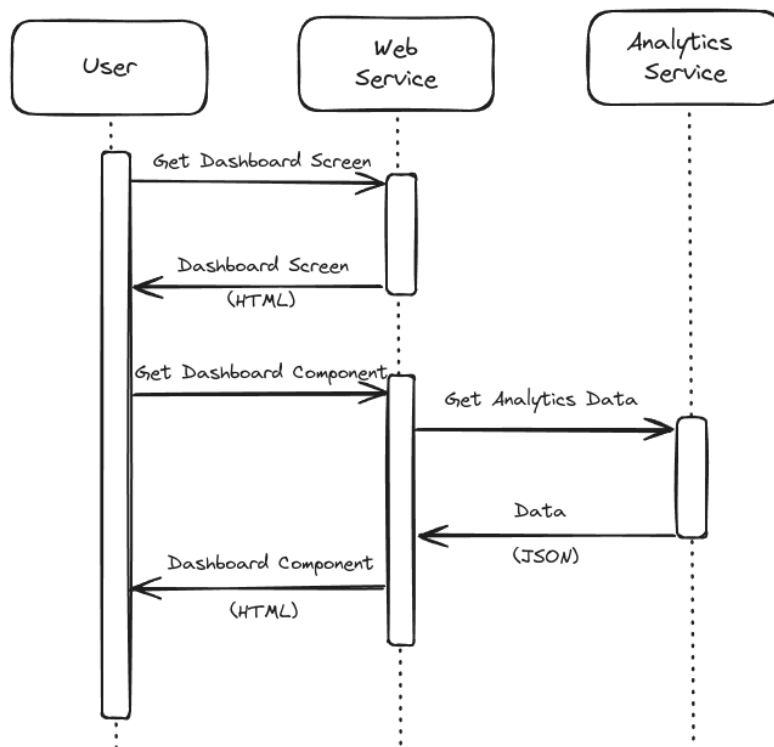 User
Web
Service
Analytics
Service
Get Dashboard Screen
Dashboard Screen
(HTML)
Get Dashboard Component
Get Analytics Data
Data
(JSON)
Dashboard Component
(HTML)